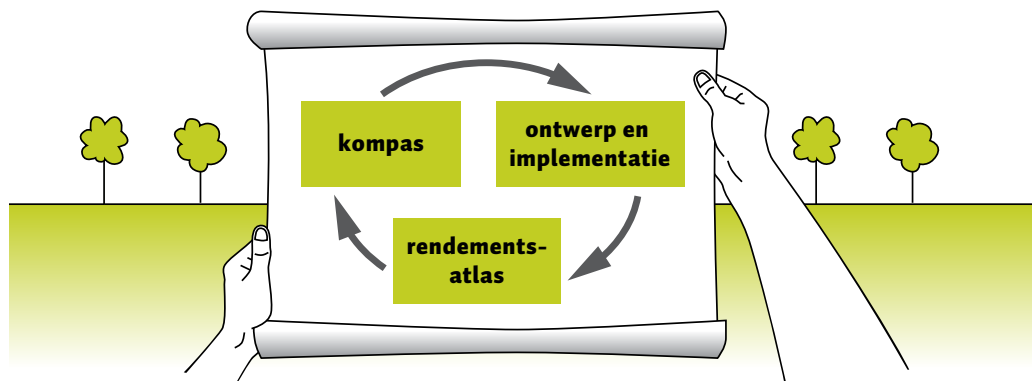 kompas
ontwerp en
implementatie
rendements-
atlas